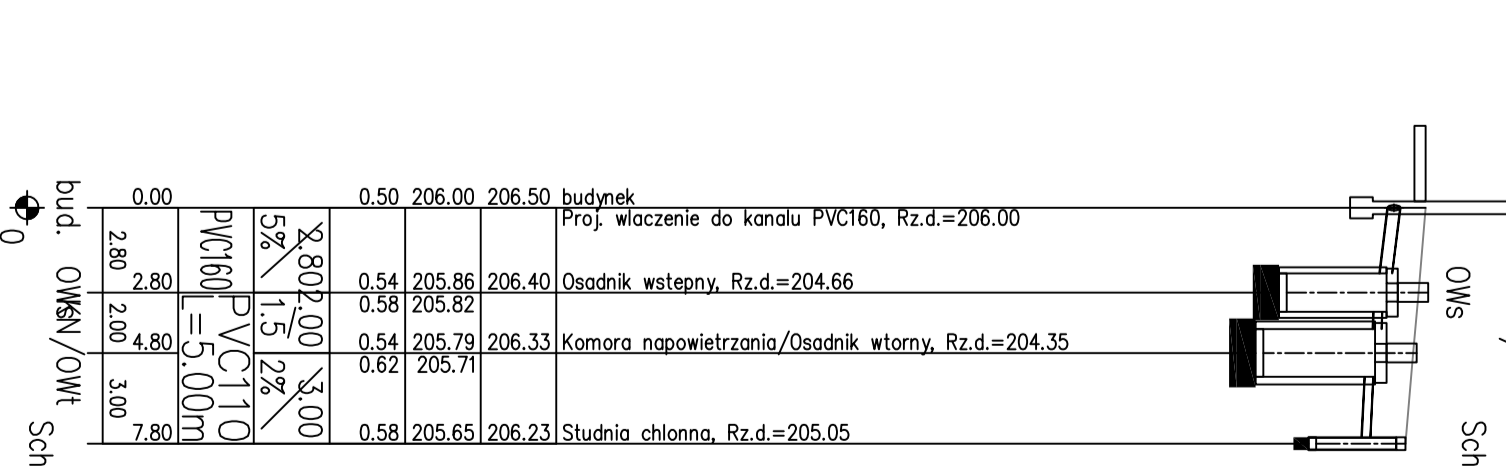 0.00 0.50 206.00 206.50 budynek
Proj. wlaczenie do kanalu PVC160, Rz.d.=206.00
2.80 0.54 205.86 206.40 Osadnik wstepny, Rz.d.=204.66
0.58 205.82
4.80 0.54 205.79 206.33 Komora napowietrzania/Osadnik wtorny, Rz.d.=204.35
0.62 205.71
7.80 0.58 205.65 206.23 Studnia chlonna, Rz.d.=205.05
0
bud.
Sch
2.80
2.00
3.00
PVC160
PVC110
L=5.00m
5% 2.80
1.5 2.00
2% 3.00
OWs
Sch